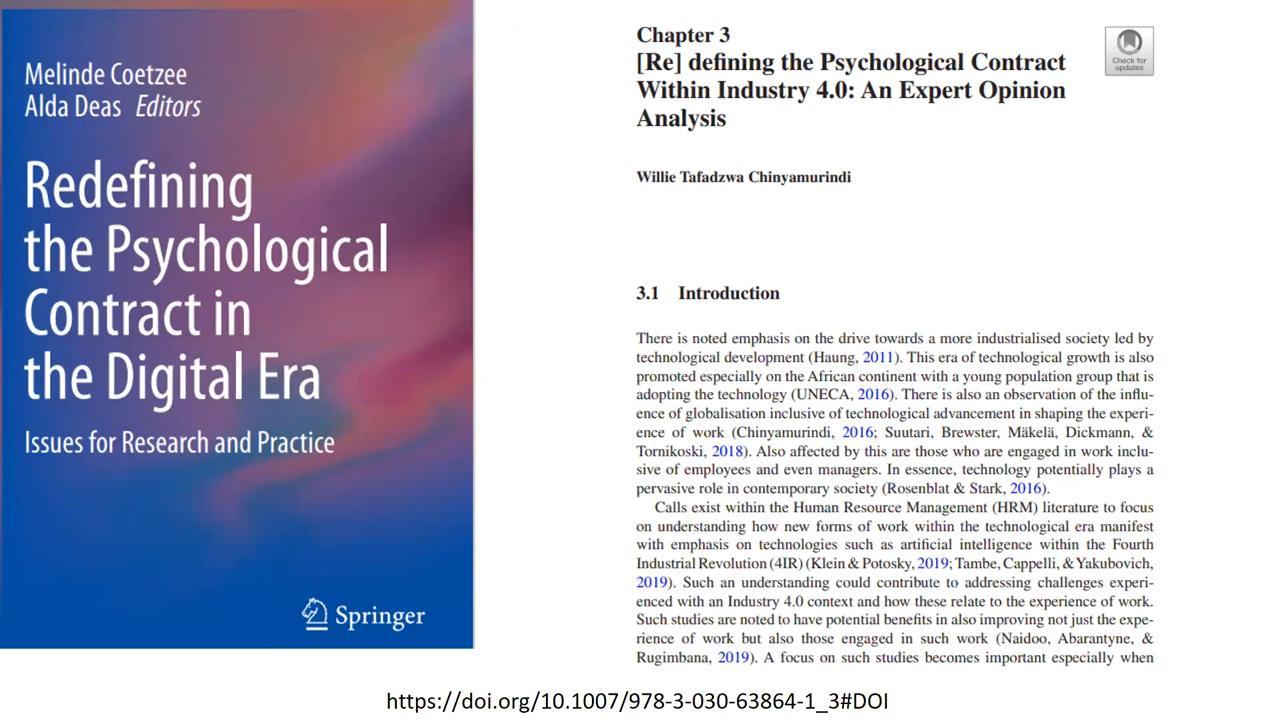 Melinde Coetzee
Alda Deas Editors
Redefining
the Psychological
Contract in
the Digital Era
Issues for Research and Practice
Springer
Chapter 3
[Re] defining the Psychological Contract
Within Industry 4.0: An Expert Opinion
Analysis
Check for
updates
Willie Tafadzwa Chinyamurindi
3.1 Introduction
There is noted emphasis on the drive towards a more industrialised society led by
technological development (Haung, 2011). This era of technological growth is also
promoted especially on the African continent with a young population group that is
adopting the technology (UNECA, 2016). There is also an observation of the influ-
ence of globalisation inclusive of technological advancement in shaping the experi-
ence of work (Chinyamurindi, 2016; Suutari, Brewster, Mäkelä, Dickmann, &
Tornikoski, 2018). Also affected by this are those who are engaged in work inclu-
sive of employees and even managers. In essence, technology potentially plays a
pervasive role in contemporary society (Rosenblat & Stark, 2016).
Calls exist within the Human Resource Management (HRM) literature to focus
on understanding how new forms of work within the technological era manifest
with emphasis on technologies such as artificial intelligence within the Fourth
Industrial Revolution (4IR) (Klein & Potosky, 2019; Tambe, Cappelli, & Yakubovich,
2019). Such an understanding could contribute to addressing challenges experi-
enced with an Industry 4.0 context and how these relate to the experience of work.
Such studies are noted to have potential benefits in also improving not just the expe-
rience of work but also those engaged in such work (Naidoo, Abarantyne, &
Rugimbana, 2019). A focus on such studies becomes important especially when
https://doi.org/10.1007/978-3-030-63864-1_3#DOI